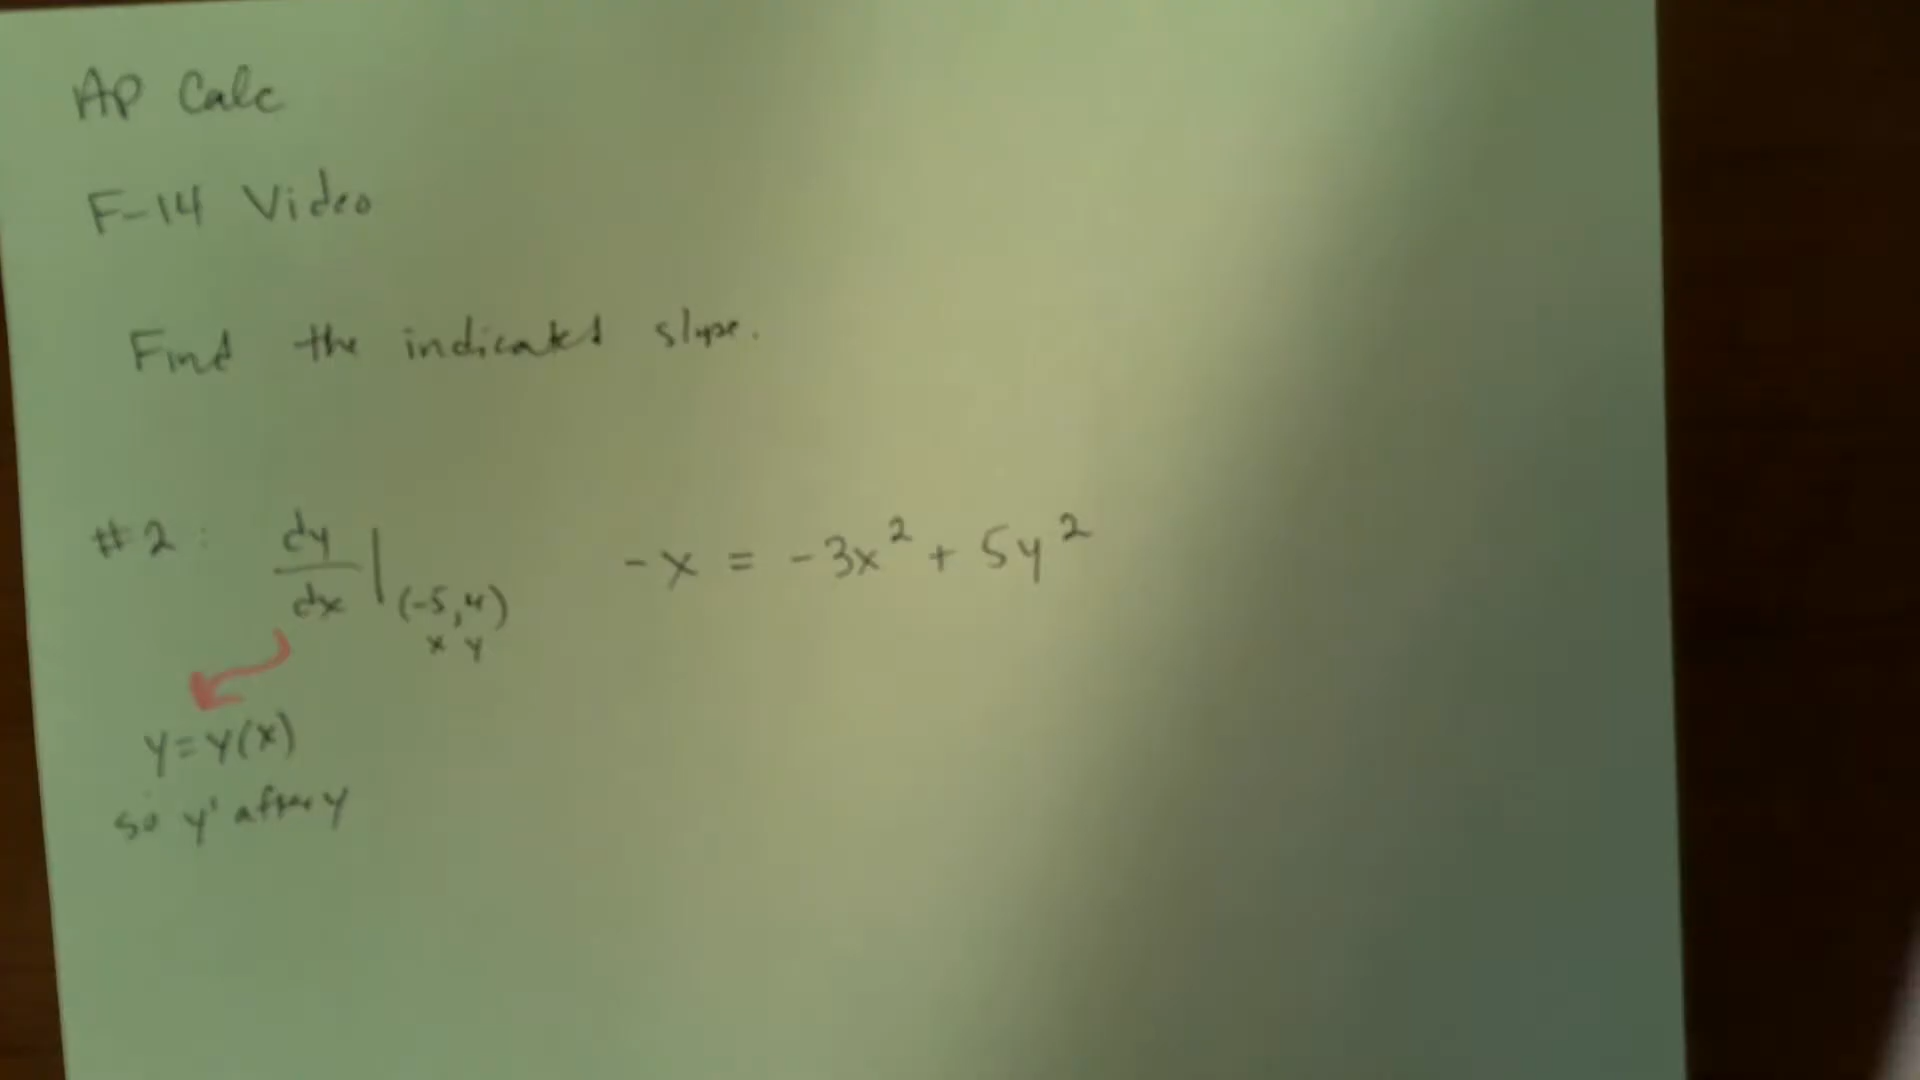 AP Calc
F-14 Video
Find the indicated slope.
#2: dy/dx |(-5,4) -x = -3x² + 5y²
x y
y=y(x)
so y' after y